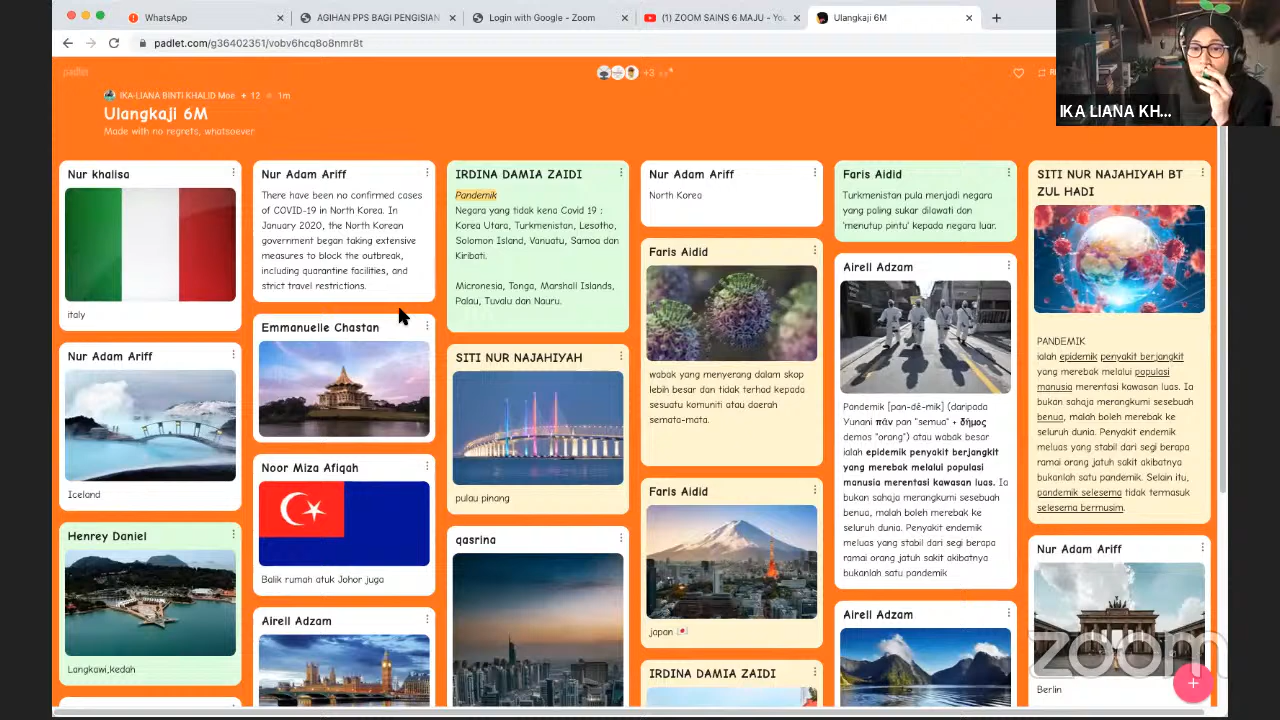 WhatsApp
AGIHAN PPS BAGI PENGISIAN
Login with Google - Zoom
(1) ZOOM SAINS 6 MAJU - You
Ulangkaji 6M
padlet.com/g36402351/vobv6hcq8o8nmr8t
padlet
+3
IKA-LIANA BINTI KHALID Moe + 12 1m
Ulangkaji 6M
Made with no regrets, whatsoever
IKA LIANA KH...
Nur khalisa
italy
Nur Adam Ariff
Iceland
Henrey Daniel
Langkawi,kedah
Nur Adam Ariff
There have been no confirmed cases
of COVID-19 in North Korea. In
January 2020, the North Korean
government began taking extensive
measures to block the outbreak,
including quarantine facilities, and
strict travel restrictions.
Emmanuelle Chastan
Noor Miza Afiqah
Balik rumah atuk Johor juga
Airell Adzam
IRDINA DAMIA ZAIDI
Pandemik
Negara yang tidak kena Covid 19 :
Korea Utara, Turkmenistan, Lesotho,
Solomon Island, Vanuatu, Samoa dan
Kiribati.
Micronesia, Tonga, Marshall Islands,
Palau, Tuvalu dan Nauru.
SITI NUR NAJAHIYAH
pulau pinang
qasrina
Nur Adam Ariff
North Korea
Faris Aidid
wabak yang menyerang dalam skop
lebih besar dan tidak terhad kepada
sesuatu komuniti atau daerah
semata-mata.
Faris Aidid
japan 🇯🇵
IRDINA DAMIA ZAIDI
Faris Aidid
Turkmenistan pula menjadi negara
yang paling sukar dilawati dan
'menutup pintu' kepada negara luar.
Airell Adzam
Pandemik [pan-dé-mik] (daripada
Yunani πᾶν pan "semua" + δήμος
demos "orang") atau wabak besar
ialah epidemik penyakit berjangkit
yang merebak melalui populasi
manusia merentasi kawasan luas. Ia
bukan sahaja merangkumi sesebuah
benua, malah boleh merebak ke
seluruh dunia. Penyakit endemik
meluas yang stabil dari segi berapa
ramai orang jatuh sakit akibatnya
bukanlah satu pandemik
Airell Adzam
SITI NUR NAJAHIYAH BT
ZUL HADI
PANDEMIK
ialah epidemik penyakit berjangkit
yang merebak melalui populasi
manusia merentasi kawasan luas. Ia
bukan sahaja merangkumi sesebuah
benua, malah boleh merebak ke
seluruh dunia. Penyakit endemik
meluas yang stabil dari segi berapa
ramai orang jatuh sakit akibatnya
bukanlah satu pandemik. Selain itu,
pandemik selesema tidak termasuk
selesema bermusim.
Nur Adam Ariff
Berlin
zoom